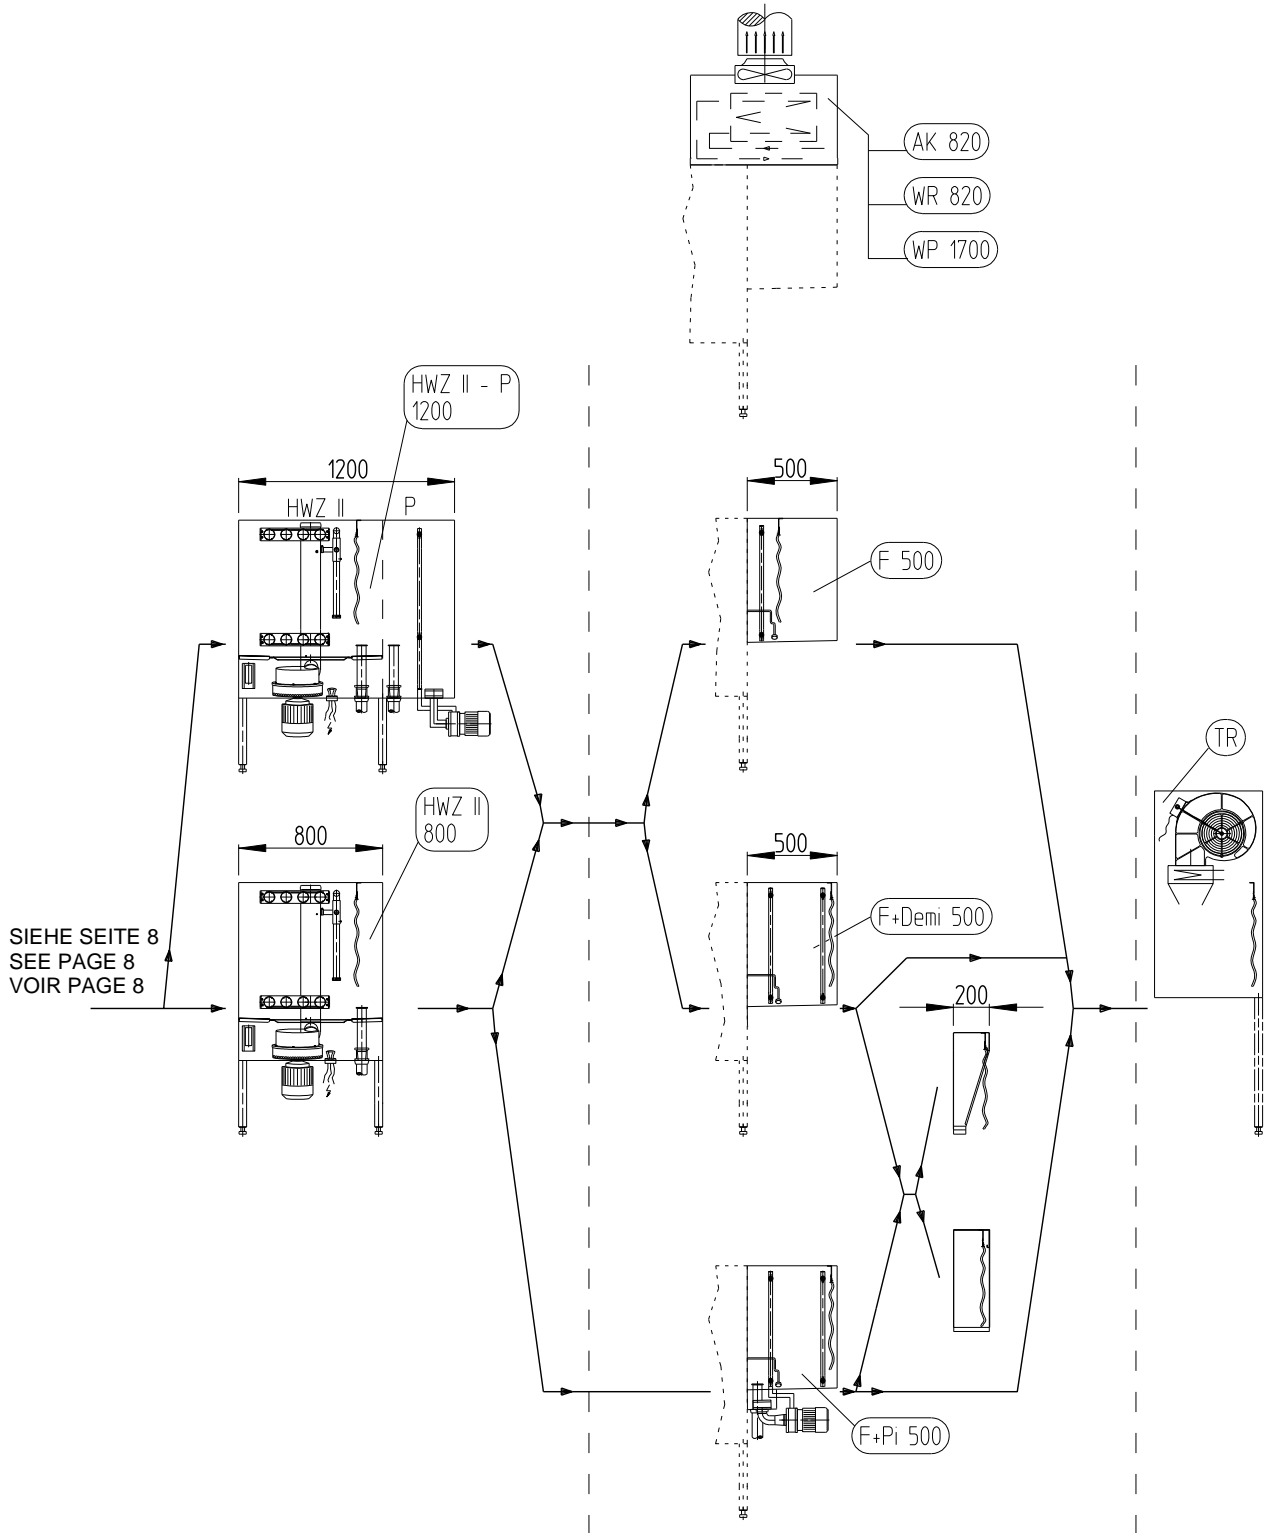 AK 820
WR 820
WP 1700
HWZ II - P
1200
1200
HWZ II
P
500
F 500
TR
HWZ II
800
800
500
F+Demi 500
SIEHE SEITE 8
SEE PAGE 8
VOIR PAGE 8
200
F+Pi 500